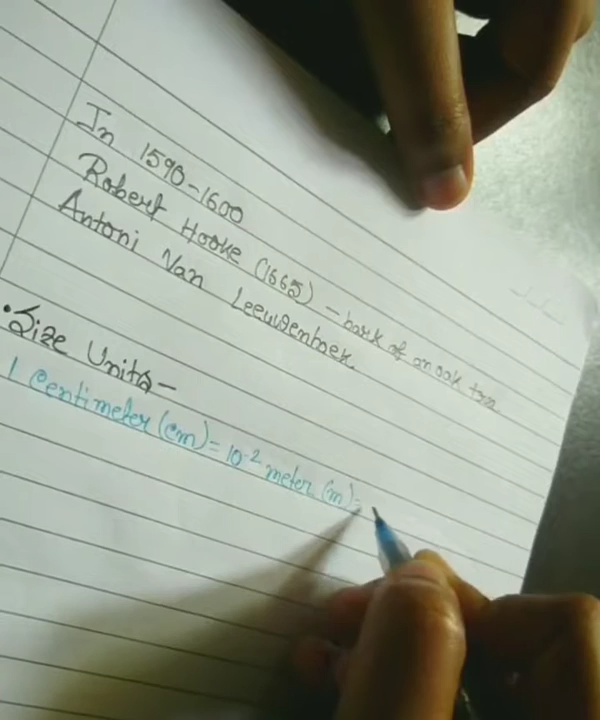 In 1590-1600
Robert Hooke (1665) - bark of an oak tree
Antoni Van Leeuwenhoek.
• Size Units-
1 Centimeter (cm) = 10⁻² meter (m) =